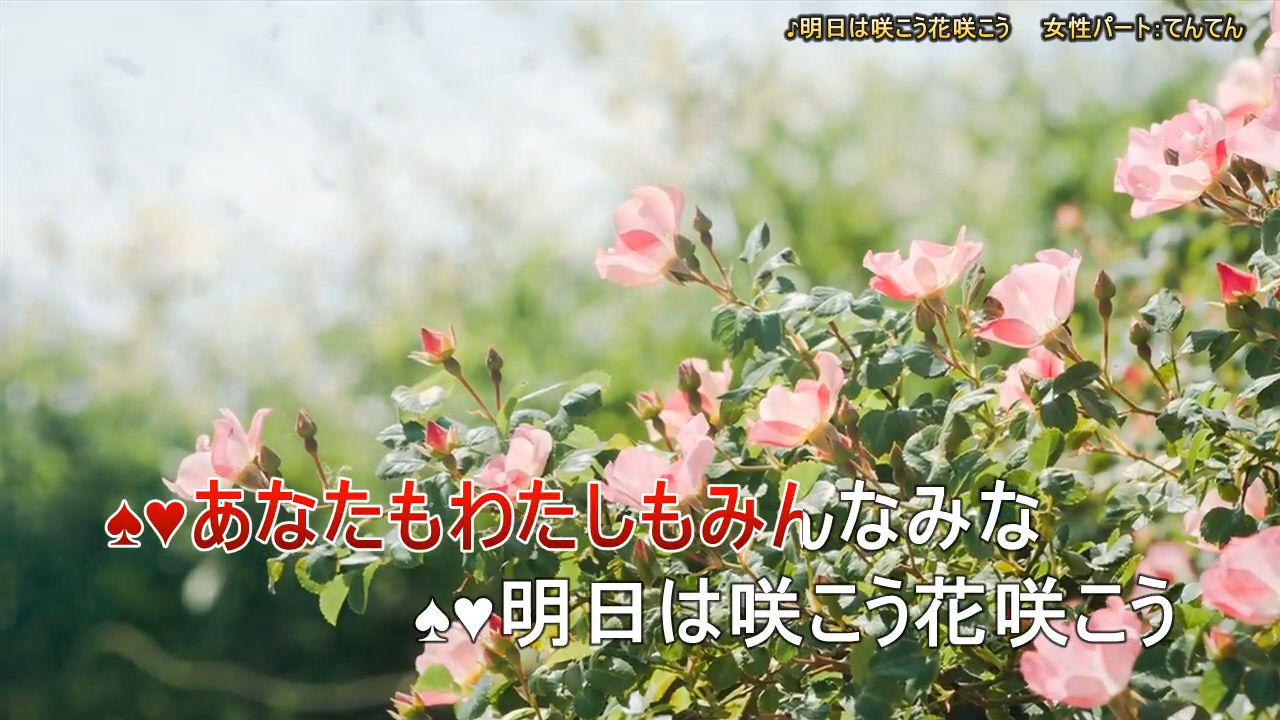 ♪明日は咲こう花咲こう　女性パート：てんてん
♠♥あなたもわたしもみんなみな
♠♥明日は咲こう花咲こう